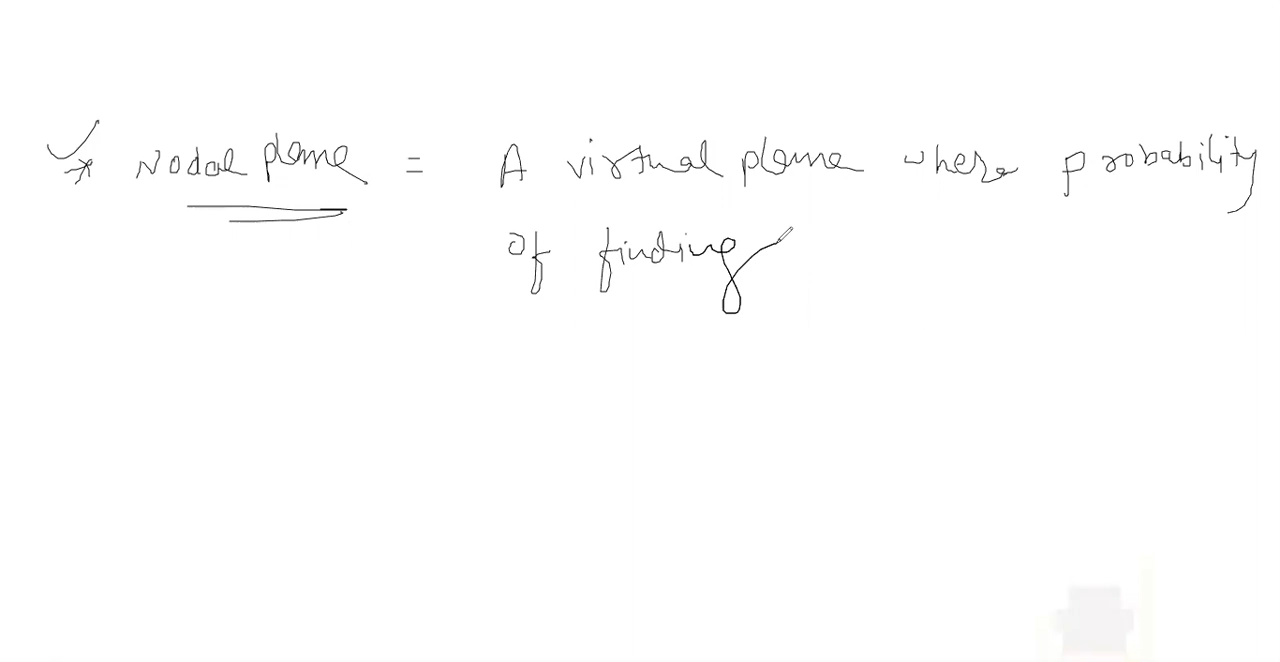 * Nodal plane = A virtual plane where probability
of finding